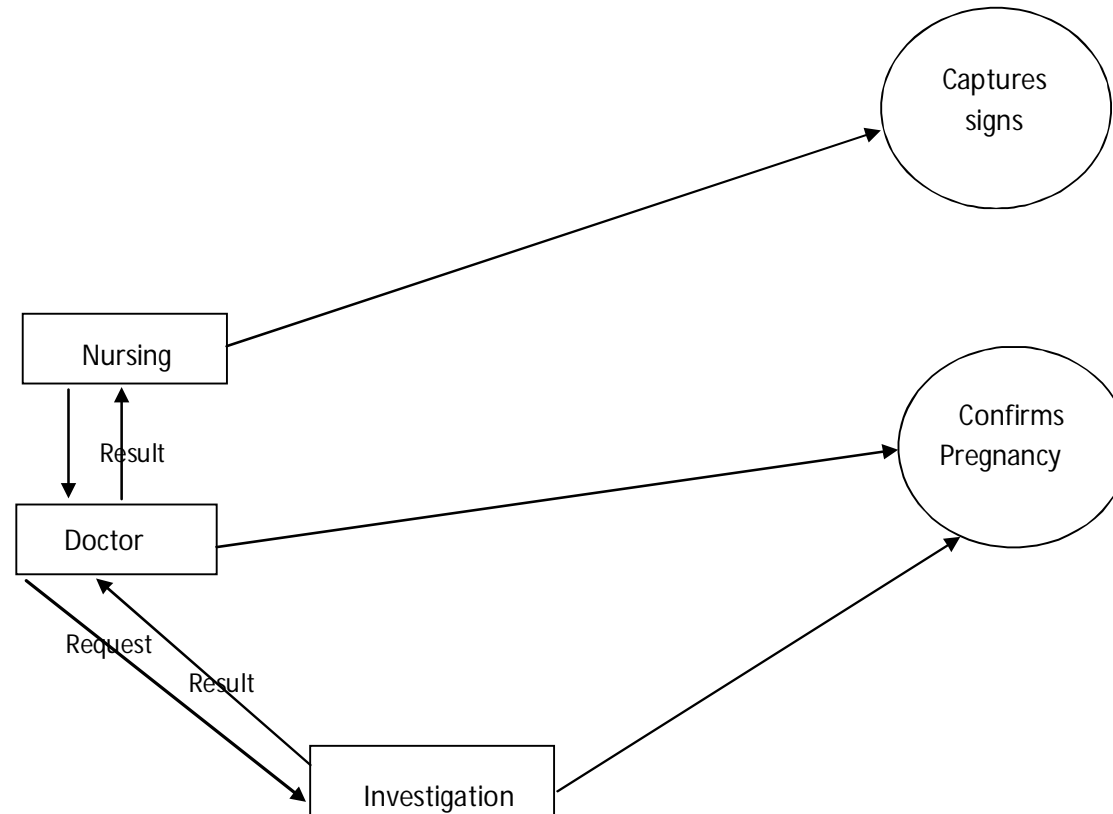 Captures
signs
Nursing
Result
Confirms
Pregnancy
Doctor
Request
Result
Investigation